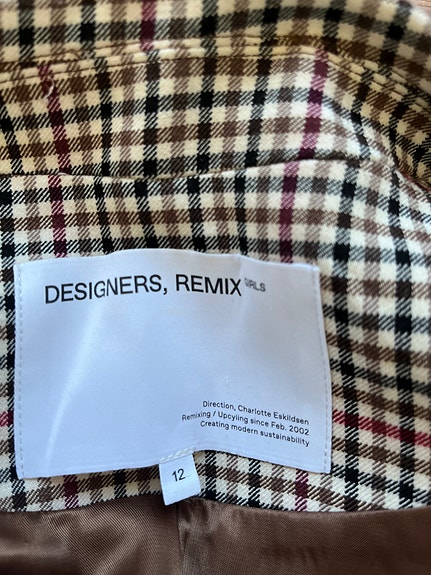 DESIGNERS, REMIX GIRLS
Direction, Charlotte Eskildsen
Remixing / Upcyling since Feb. 2002
Creating modern sustainability
12